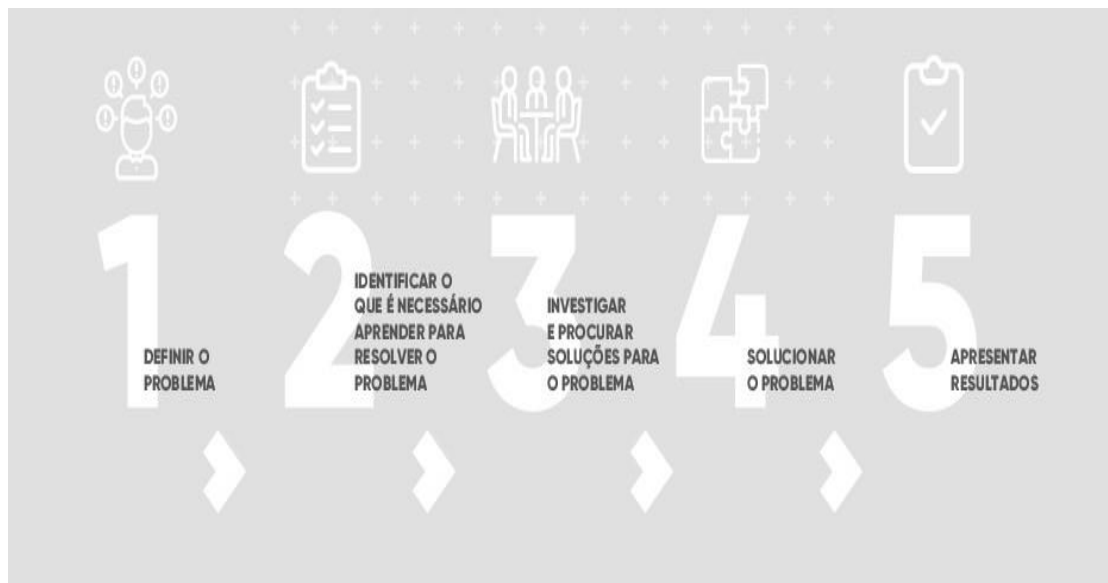 1
DEFINIR O
PROBLEMA
2
IDENTIFICAR O
QUE É NECESSÁRIO
APRENDER PARA
RESOLVER O
PROBLEMA
3
INVESTIGAR
E PROCURAR
SOLUÇÕES PARA
O PROBLEMA
4
SOLUCIONAR
O PROBLEMA
5
APRESENTAR
RESULTADOS